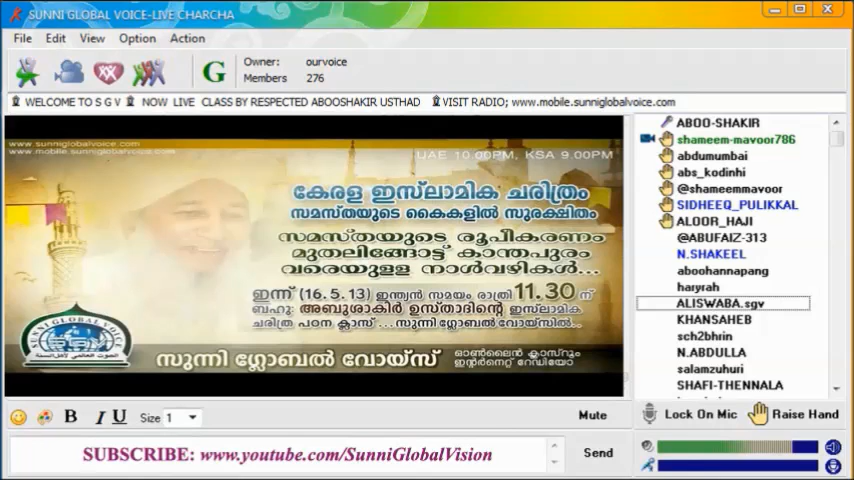 SUNNI GLOBAL VOICE-LIVE CHARCHA
File Edit View Option Action
G
Owner: ourvoice
Members 276
WELCOME TO S G V NOW LIVE CLASS BY RESPECTED ABOOSHAKIR USTHAD VISIT RADIO; www.mobile.sunniglobalvoice.com
www.sunniglobalvoice.com
www.mobile.sunniglobalvoice.com
UAE 10.00PM, KSA 9.00PM
കേരള ഇസ്‌ലാമിക ചരിത്രം
സമസ്തയുടെ കൈകളിൽ സുരക്ഷിതം
സമസ്തയുടെ രൂപീകരണം
മുതലിങ്ങോട്ട് കാന്തപുരം
വരെയുളള നാൾവഴികൾ...
ഇന്ന് (16.5.13) ഇന്ത്യൻ സമയം രാത്രി 11.30 ന്
ബഹു: അബൂശാകിർ ഉസ്താദിന്റെ ഇസ്‌ലാമിക
ചരിത്ര പഠന ക്ലാസ് ...സുന്നി ഗ്ലോബൽ വോയ്സിൽ..
SUNNI GLOBAL VOICE
الصوت العالمي لأهل السنة
സുന്നി ഗ്ലോബൽ വോയ്സ്
ഓൺലൈൻ ക്ലാസ്റൂം
ഇന്റർനെറ്റ് റേഡിയോ
ABOO-SHAKIR
shameem-mavoor786
abdumumbai
abs_kodinhi
@shameemmavoor
SIDHEEQ_PULIKKAL
ALOOR_HAJI
@ABUFAIZ-313
N.SHAKEEL
aboohannapang
haryrah
ALISWABA.sgv
KHANSAHEB
sch2bhrin
N.ABDULLA
salamzuhuri
SHAFI-THENNALA
B I U Size 1 Mute
Lock On Mic Raise Hand
SUBSCRIBE: www.youtube.com/SunniGlobalVision
Send